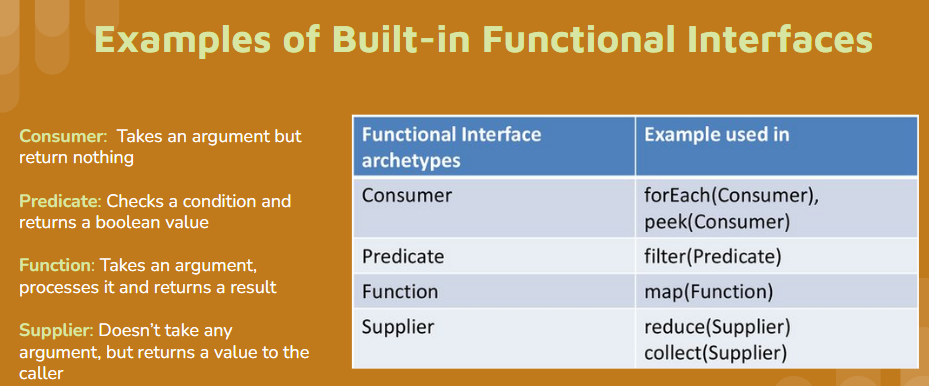 Examples of Built-in Functional Interfaces
Consumer:  Takes an argument but
return nothing
Predicate: Checks a condition and
returns a boolean value
Function: Takes an argument,
processes it and returns a result
Supplier: Doesn’t take any
argument, but returns a value to the
caller
Functional Interface
archetypes
Example used in
Consumer
forEach(Consumer),
peek(Consumer)
Predicate
filter(Predicate)
Function
map(Function)
Supplier
reduce(Supplier)
collect(Supplier)